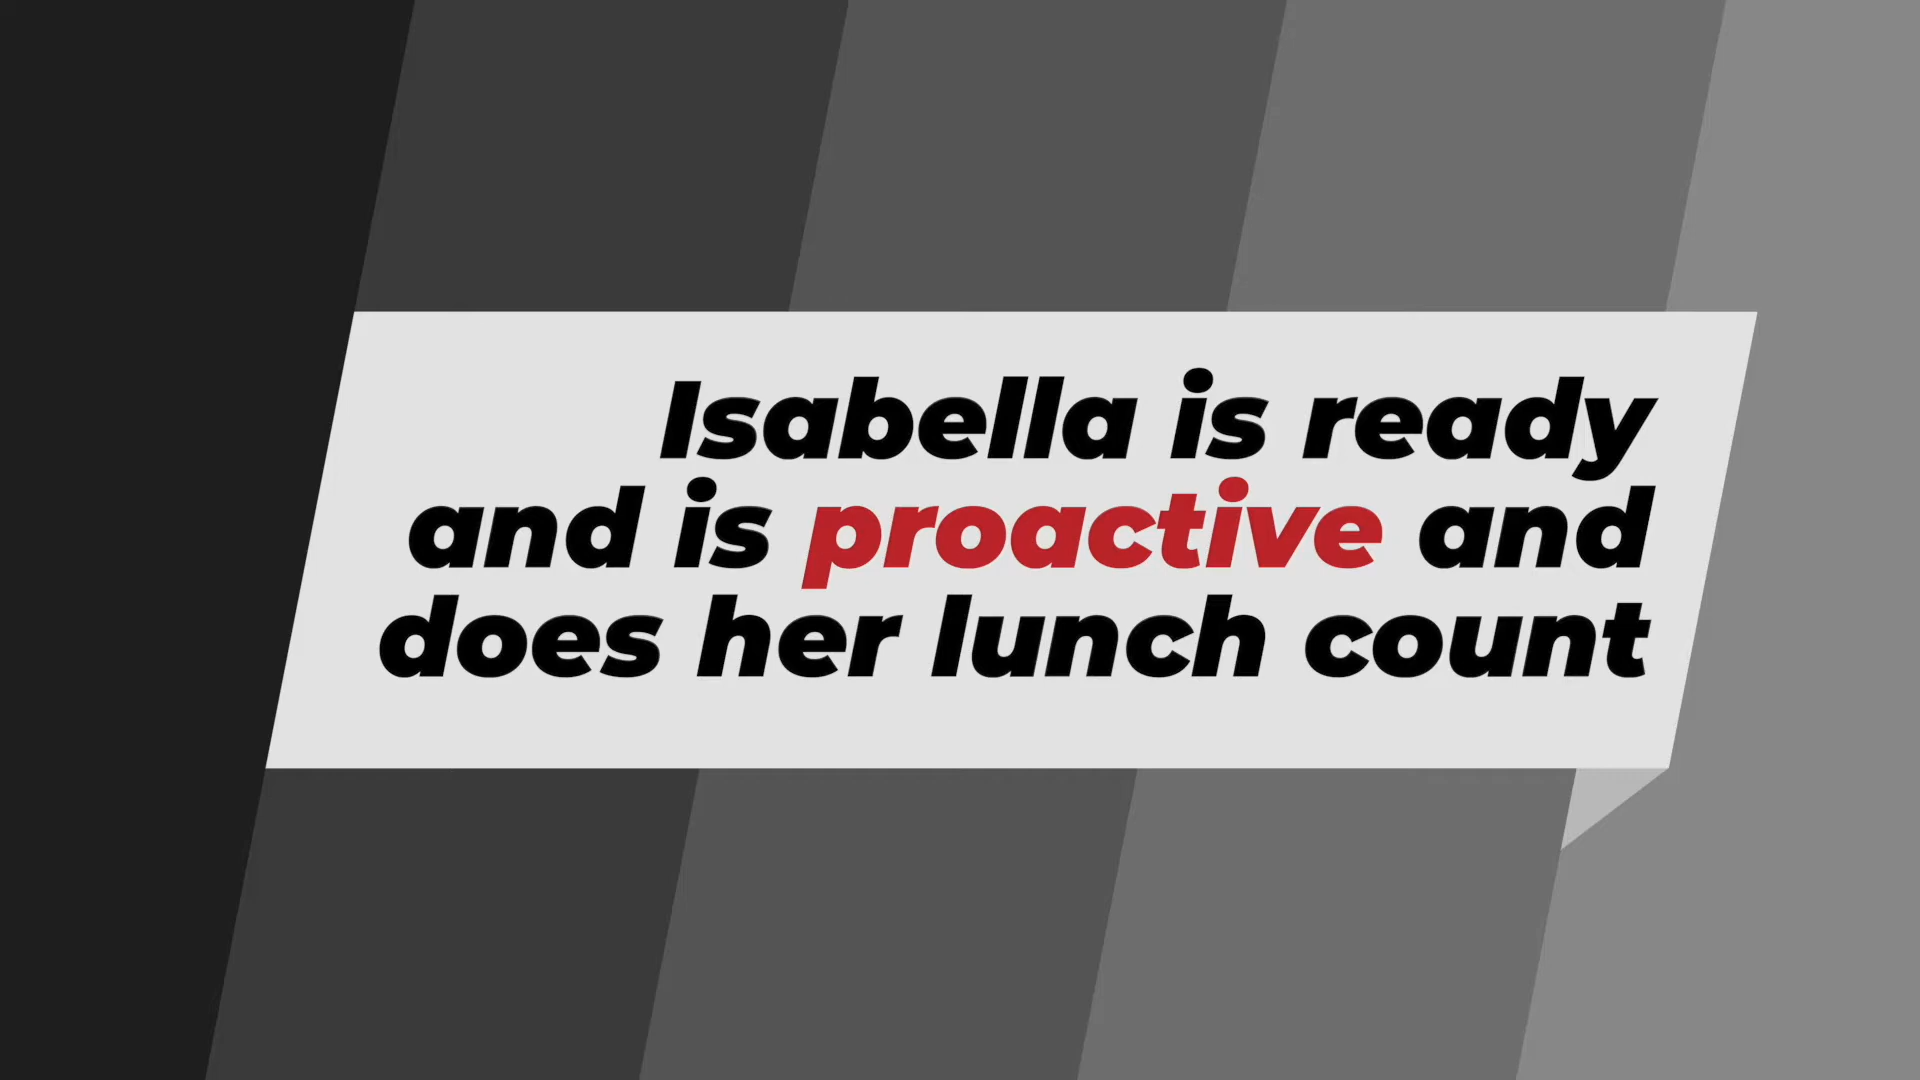 Isabella is ready
and is proactive and
does her lunch count